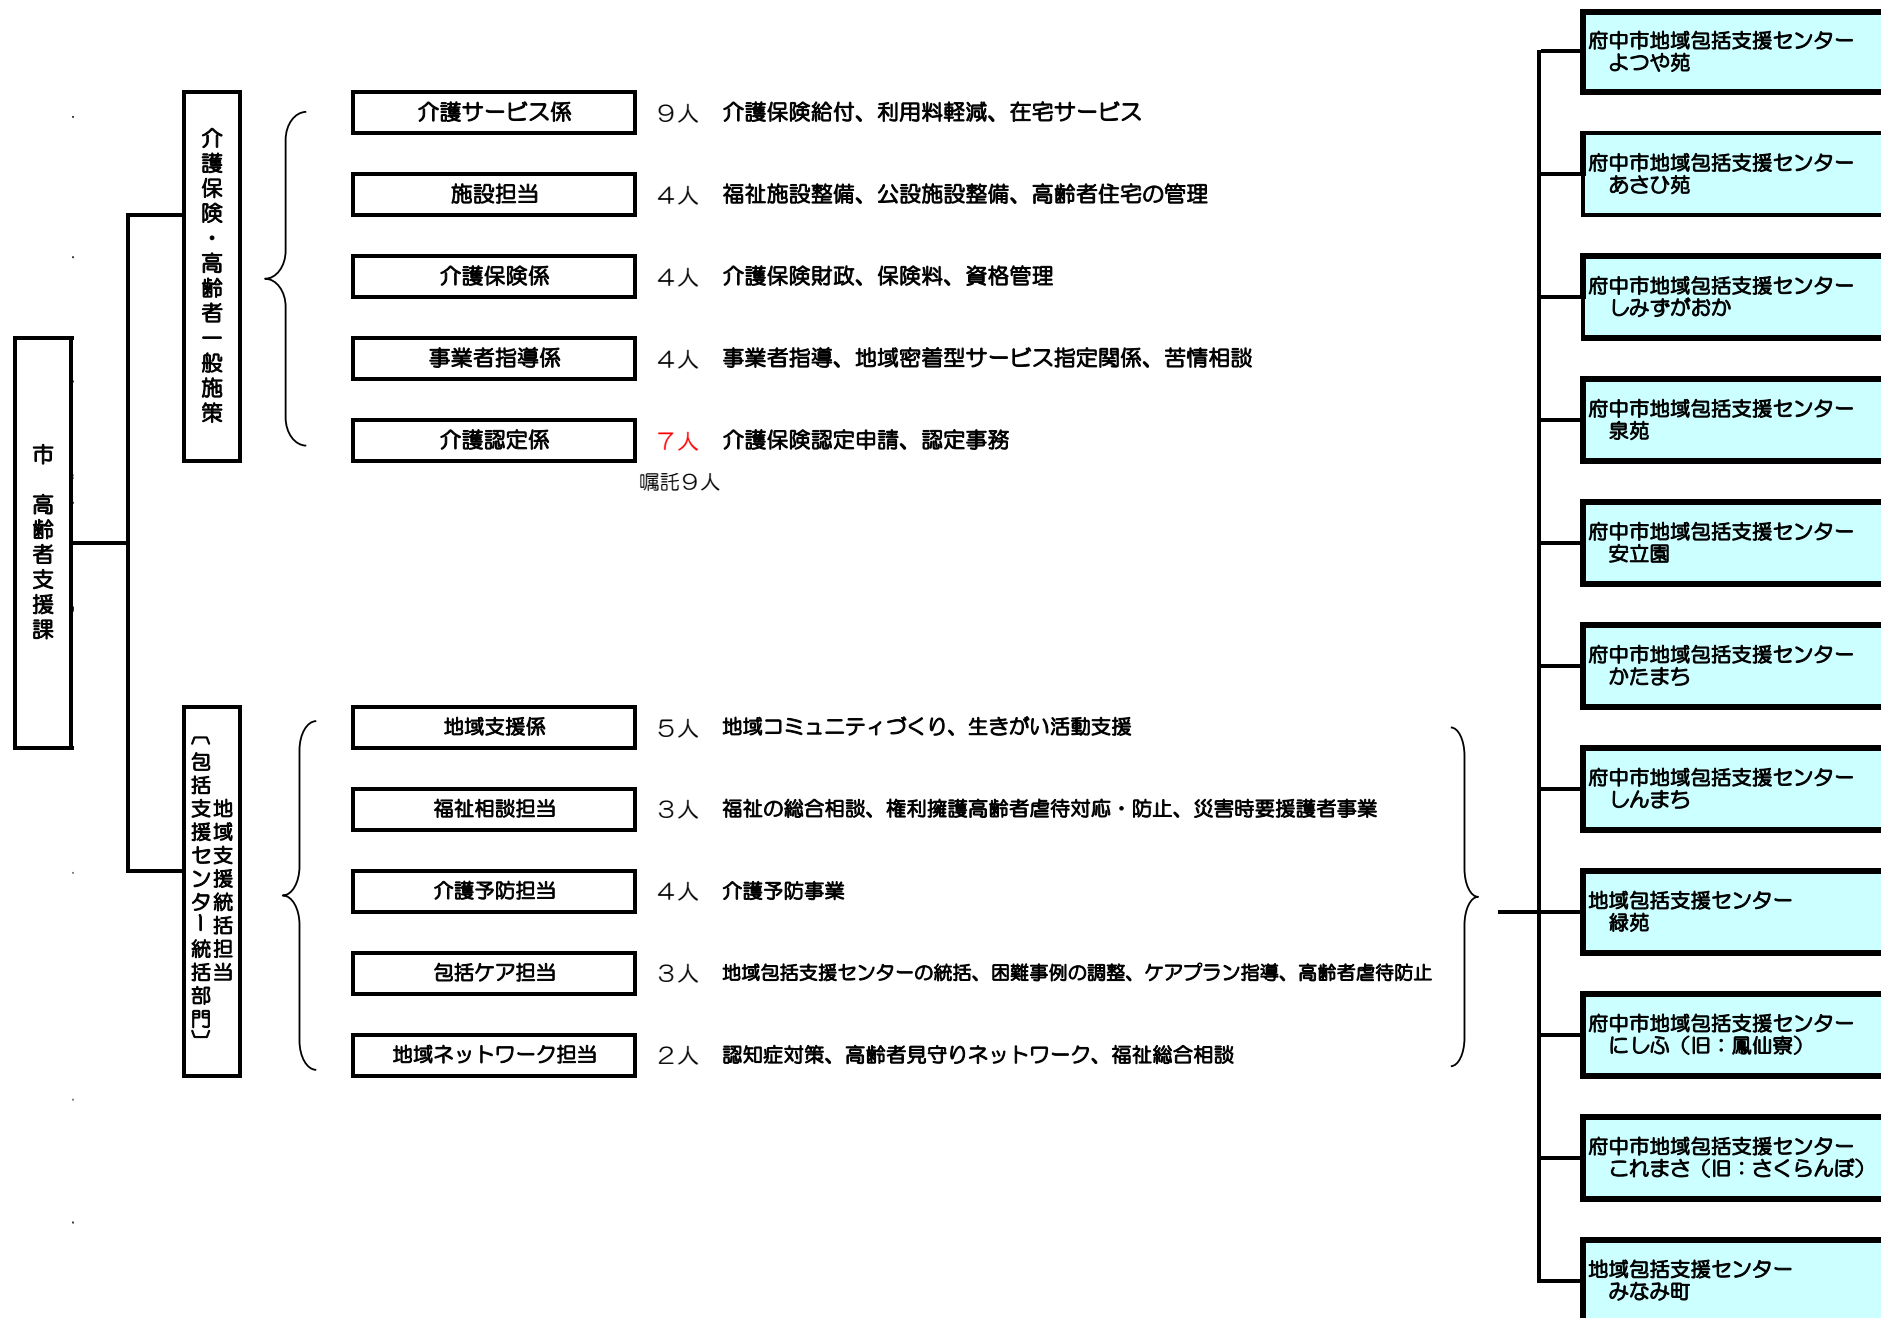 市　高齢者支援課
介護保険・高齢者一般施策
介護サービス係　９人　介護保険給付、利用料軽減、在宅サービス
施設担当　４人　福祉施設整備、公設施設整備、高齢者住宅の管理
介護保険係　４人　介護保険財政、保険料、資格管理
事業者指導係　４人　事業者指導、地域密着型サービス指定関係、苦情相談
介護認定係　７人　介護保険認定申請、認定事務
嘱託９人
地域支援統括担当
〔包括支援センター統括部門〕
地域支援係　５人　地域コミュニティづくり、生きがい活動支援
福祉相談担当　３人　福祉の総合相談、権利擁護高齢者虐待対応・防止、災害時要援護者事業
介護予防担当　４人　介護予防事業
包括ケア担当　３人　地域包括支援センターの統括、困難事例の調整、ケアプラン指導、高齢者虐待防止
地域ネットワーク担当　２人　認知症対策、高齢者見守りネットワーク、福祉総合相談
府中市地域包括支援センター
よつや苑
府中市地域包括支援センター
あさひ苑
府中市地域包括支援センター
しみずがおか
府中市地域包括支援センター
泉苑
府中市地域包括支援センター
安立園
府中市地域包括支援センター
かたまち
府中市地域包括支援センター
しんまち
地域包括支援センター
緑苑
府中市地域包括支援センター
にしふ（旧：鳳仙寮）
府中市地域包括支援センター
これまさ（旧：さくらんぼ）
地域包括支援センター
みなみ町